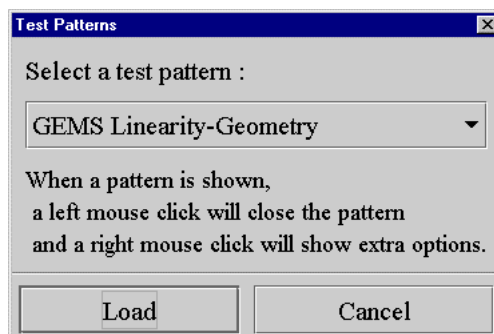 Test Patterns
Select a test pattern :
GEMS Linearity-Geometry
When a pattern is shown,
a left mouse click will close the pattern
and a right mouse click will show extra options.
Load
Cancel